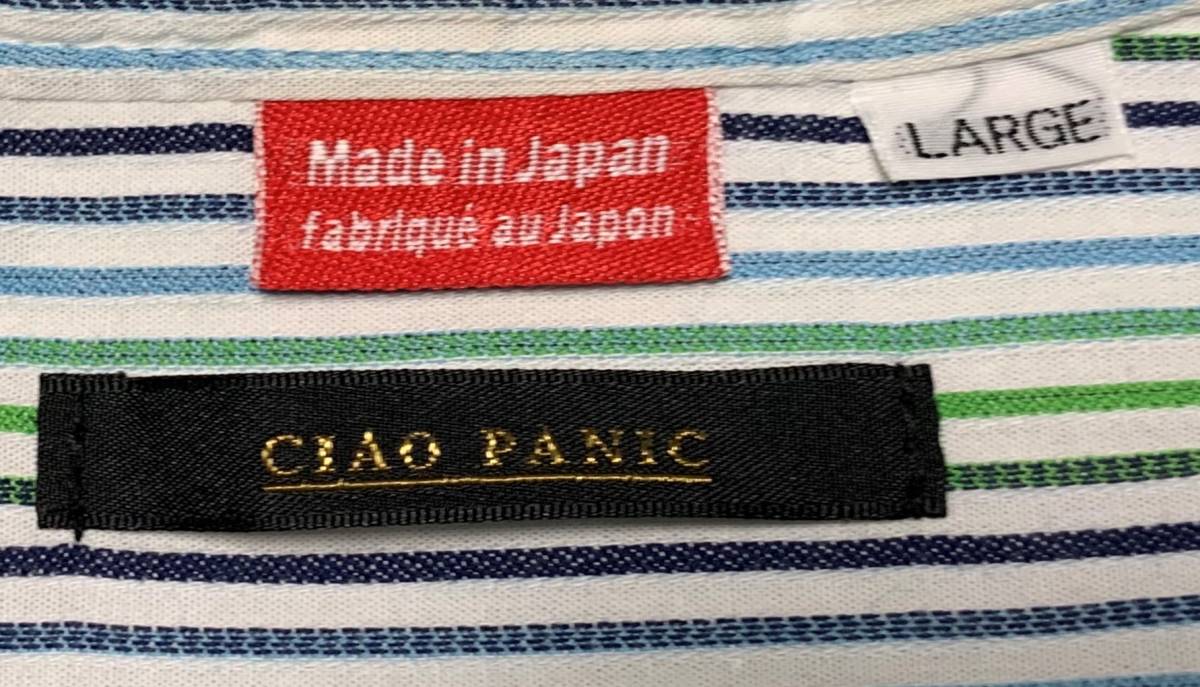 Made in Japan
fabriqué au Japon
LARGE
CIAO PANIC